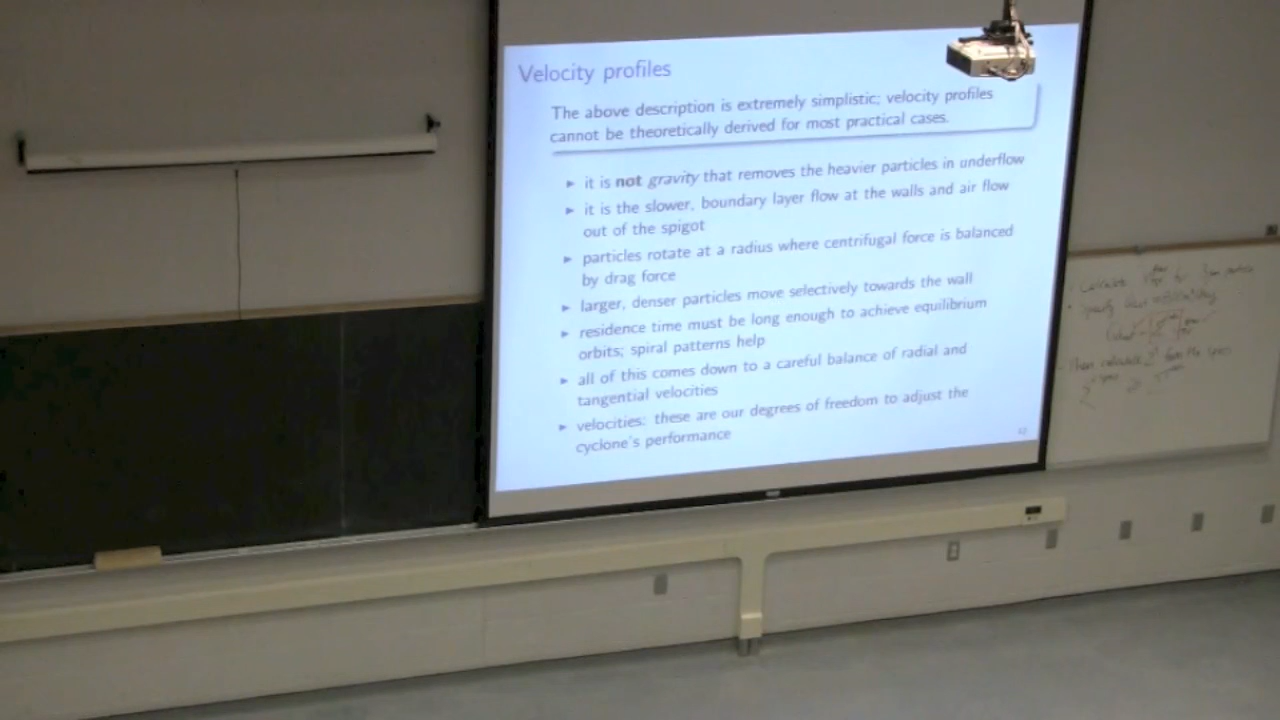 Velocity profiles
The above description is extremely simplistic; velocity profiles
cannot be theoretically derived for most practical cases.
► it is not gravity that removes the heavier particles in underflow
► it is the slower, boundary layer flow at the walls and air flow
out of the spigot
► particles rotate at a radius where centrifugal force is balanced
by drag force
► larger, denser particles move selectively towards the wall
► residence time must be long enough to achieve equilibrium
orbits; spiral patterns help
► all of this comes down to a careful balance of radial and
tangential velocities
► velocities: these are our degrees of freedom to adjust the
cyclone's performance
Calculate